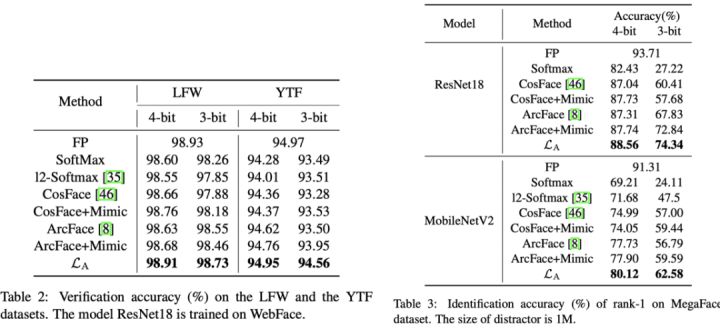 Method LFW YTF
4-bit 3-bit 4-bit 3-bit
FP 98.93 94.97
SoftMax 98.60 98.26 94.28 93.49
l2-Softmax [35] 98.55 97.85 94.01 93.51
CosFace [46] 98.66 97.88 94.36 93.28
CosFace+Mimic 98.76 98.18 94.37 93.53
ArcFace [8] 98.63 98.55 94.62 93.50
ArcFace+Mimic 98.68 98.46 94.76 93.95
ℒA 98.91 98.73 94.95 94.56
Table 2: Verification accuracy (%) on the LFW and the YTF
datasets. The model ResNet18 is trained on WebFace.
Model Method Accuracy(%)
4-bit 3-bit
ResNet18
FP 93.71
Softmax 82.43 27.22
CosFace [46] 87.04 60.41
CosFace+Mimic 87.73 57.68
ArcFace [8] 87.31 67.83
ArcFace+Mimic 87.74 72.84
ℒA 88.56 74.34
MobileNetV2
FP 91.31
Softmax 69.21 24.11
l2-Softmax [35] 71.68 47.5
CosFace [46] 74.99 57.00
CosFace+Mimic 74.05 59.44
ArcFace [8] 77.73 56.79
ArcFace+Mimic 77.90 59.59
ℒA 80.12 62.58
Table 3: Identification accuracy (%) of rank-1 on MegaFace
dataset. The size of distractor is 1M.